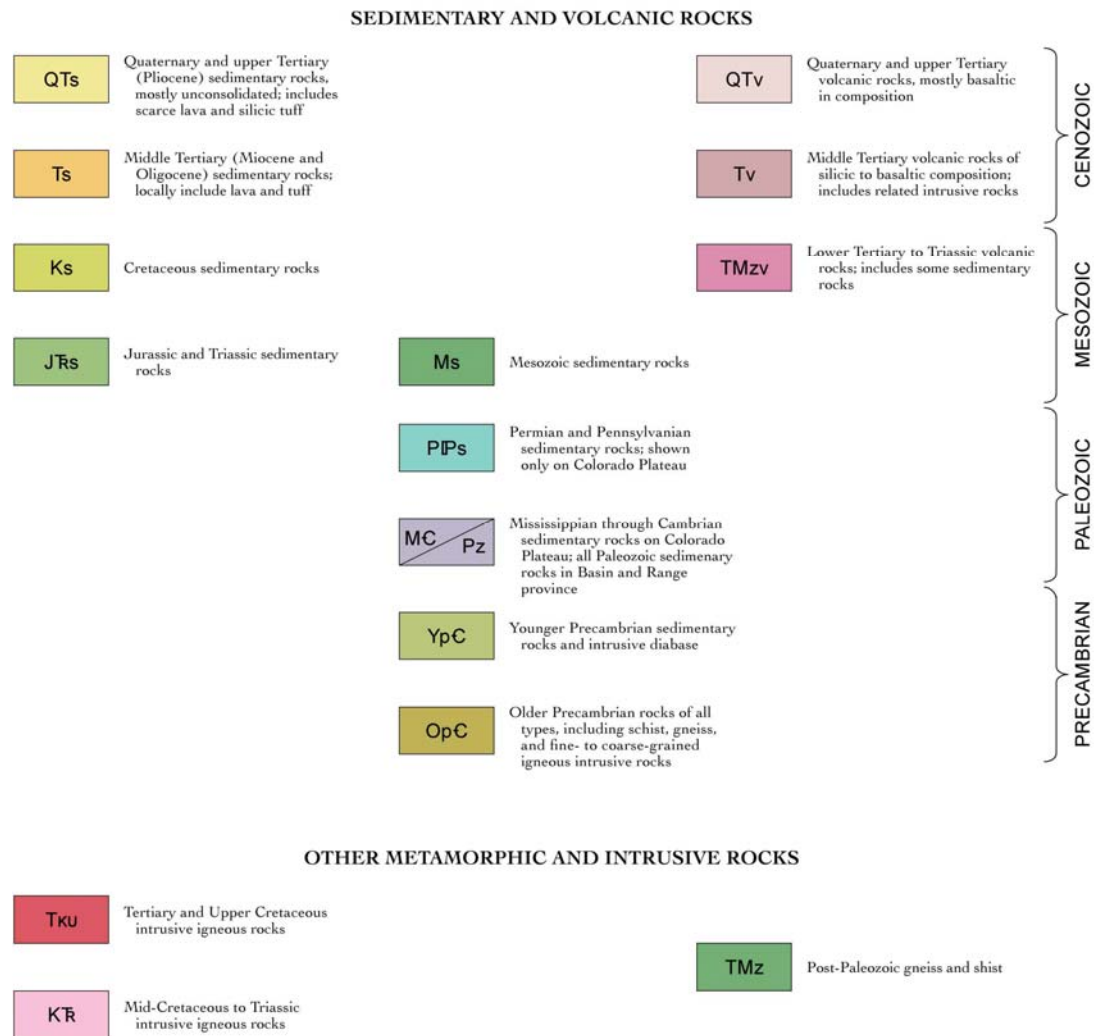 SEDIMENTARY AND VOLCANIC ROCKS
QTs
Quaternary and upper Tertiary
(Pliocene) sedimentary rocks,
mostly unconsolidated; includes
scarce lava and silicic tuff
QTv
Quaternary and upper Tertiary
volcanic rocks, mostly basaltic
in composition
Ts
Middle Tertiary (Miocene and
Oligocene) sedimentary rocks;
locally include lava and tuff
Tv
Middle Tertiary volcanic rocks of
silicic to basaltic composition;
includes related intrusive rocks
CENOZOIC
Ks
Cretaceous sedimentary rocks
TMzv
Lower Tertiary to Triassic volcanic
rocks; includes some sedimentary
rocks
JTRs
Jurassic and Triassic sedimentary
rocks
Ms
Mesozoic sedimentary rocks
MESOZOIC
PIPs
Permian and Pennsylvanian
sedimentary rocks; shown
only on Colorado Plateau
MЄ
Pz
Mississippian through Cambrian
sedimentary rocks on Colorado
Plateau; all Paleozoic sedimenary
rocks in Basin and Range
province
PALEOZOIC
YpЄ
Younger Precambrian sedimentary
rocks and intrusive diabase
OpЄ
Older Precambrian rocks of all
types, including schist, gneiss,
and fine- to coarse-grained
igneous intrusive rocks
PRECAMBRIAN
OTHER METAMORPHIC AND INTRUSIVE ROCKS
TKU
Tertiary and Upper Cretaceous
intrusive igneous rocks
TMz
Post-Paleozoic gneiss and shist
KTR
Mid-Cretaceous to Triassic
intrusive igneous rocks